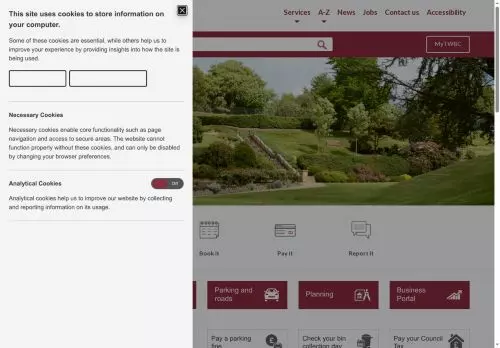 This site uses cookies to store information on
your computer.
Some of these cookies are essential, while others help us to
improve your experience by providing insights into how the site is
being used.
Necessary Cookies
Necessary cookies enable core functionality such as page
navigation and access to secure areas. The website cannot
function properly without these cookies, and can only be disabled
by changing your browser preferences.
Analytical Cookies
Off
Analytical cookies help us to improve our website by collecting
and reporting information on its usage.
Services
A-Z
News
Jobs
Contact us
Accessibility
MyTWBC
Book it
Pay it
Report it
Parking and
roads
Planning
Business
Portal
Pay a parking
fine
Check your bin
collection day
Pay your Council
Tax